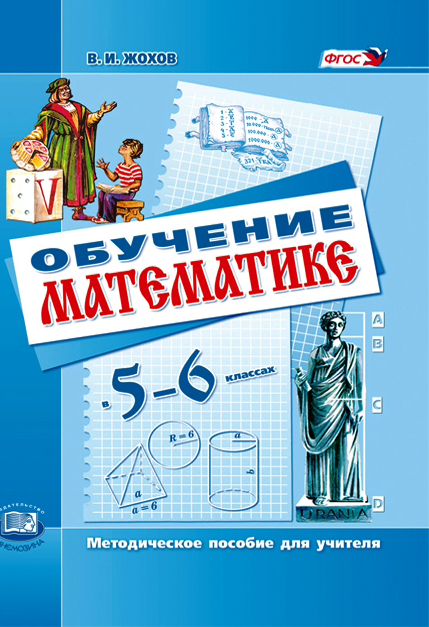 В. И. ЖОХОВ
ФГОС
V
ОБУЧЕНИЕ
МАТЕМАТИКЕ
в 5–6 классах
R = 6
a
b
a
a = 6
A
B
C
D
URANIA
Методическое пособие для учителя